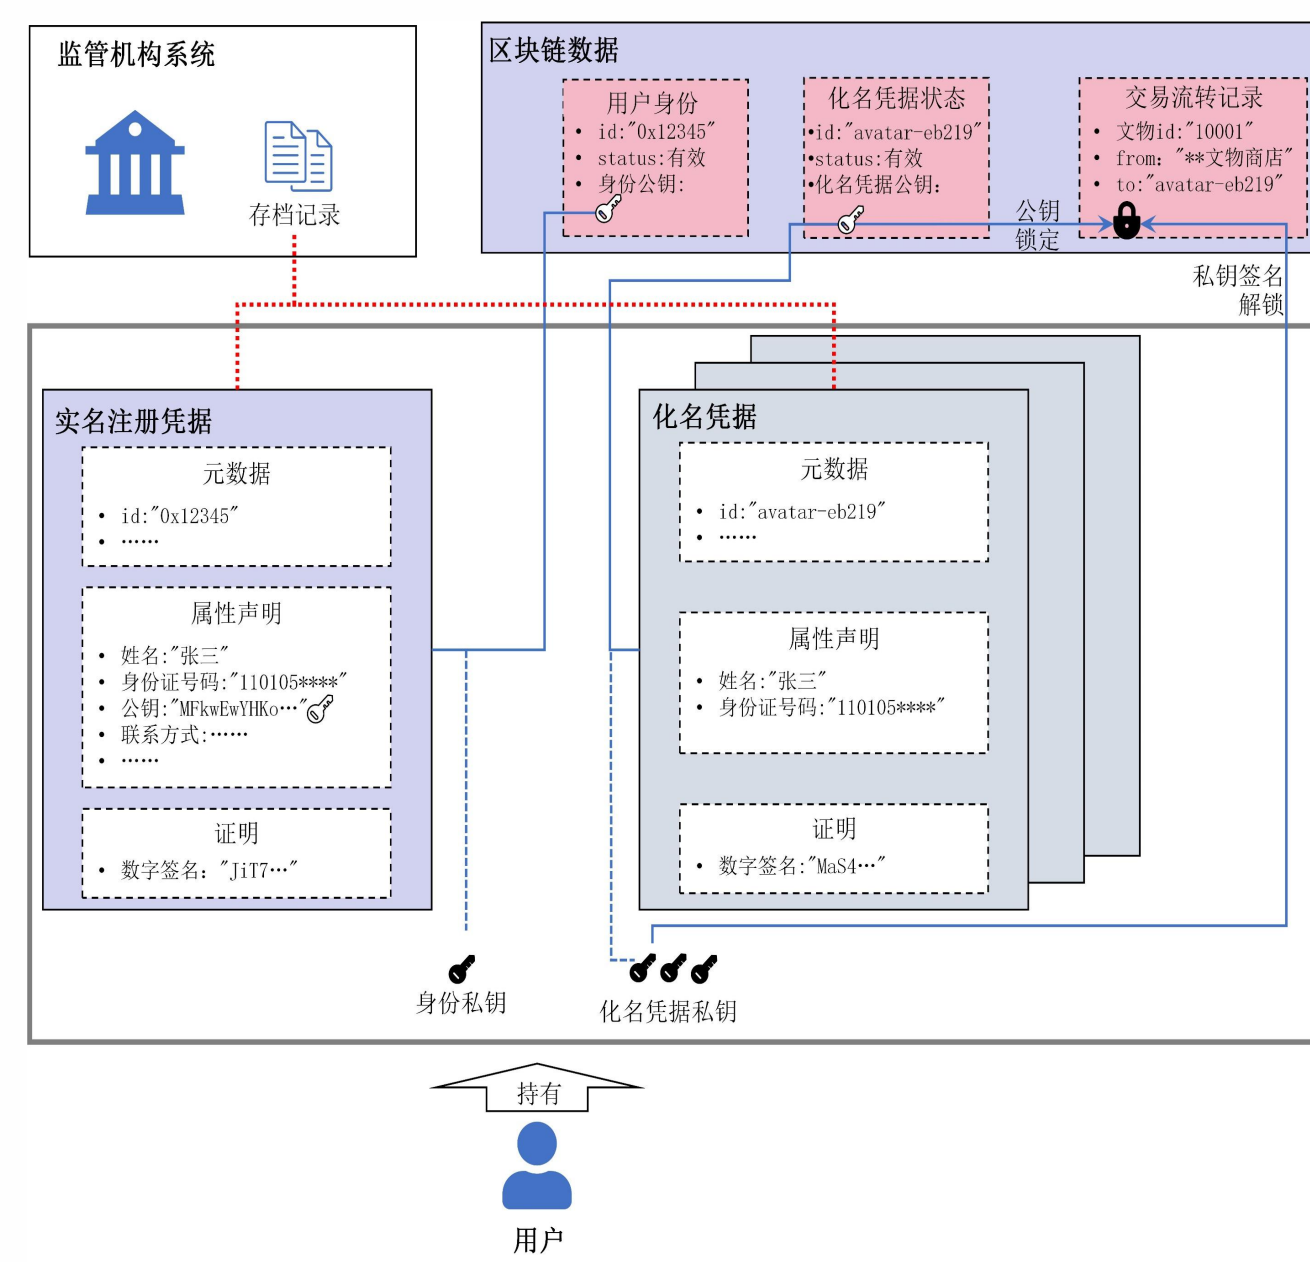 监管机构系统
存档记录
区块链数据
用户身份
• id:"0x12345"
• status:有效
• 身份公钥:
化名凭据状态
•id:"avatar-eb219"
•status:有效
•化名凭据公钥:
交易流转记录
• 文物id:"10001"
• from: "**文物商店"
• to:"avatar-eb219"
公钥
锁定
私钥签名
解锁
实名注册凭据
元数据
• id:"0x12345"
• ……
属性声明
• 姓名:"张三"
• 身份证号码:"110105****"
• 公钥:"MFkwEwYHKo…"
• 联系方式:……
• ……
证明
• 数字签名: "JiT7…"
化名凭据
元数据
• id:"avatar-eb219"
• ……
属性声明
• 姓名:"张三"
• 身份证号码:"110105****"
证明
• 数字签名:"MaS4…"
身份私钥
化名凭据私钥
持有
用户